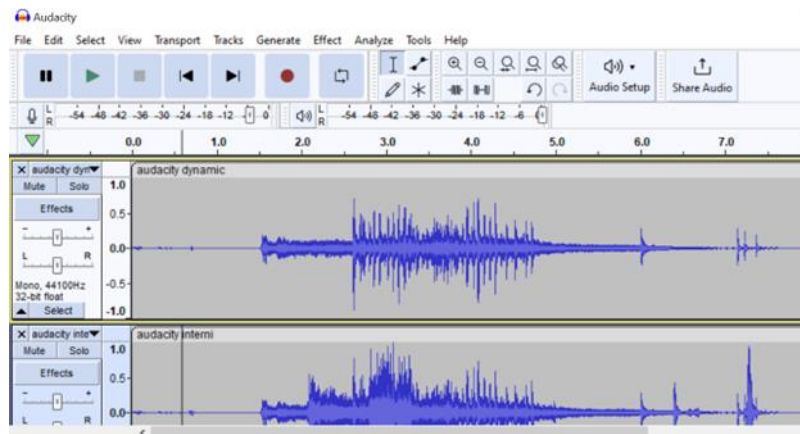 Audacity
File Edit Select View Transport Tracks Generate Effect Analyze Tools Help
Audio Setup
Share Audio
L
R
-54 -48 -42 -36 -30 -24 -18 -12 0
L
R
-54 -48 -42 -36 -30 -24 -18 -12 -6 0
0.0 1.0 2.0 3.0 4.0 5.0 6.0 7.0
audacity dyn
audacity dynamic
Mute Solo
Effects
- +
L R
Mono, 44100Hz
32-bit float
Select
1.0
0.5
0.0
-0.5
-1.0
audacity inte
audacity interni
Mute Solo
Effects
- +
L R
1.0
0.5
0.0